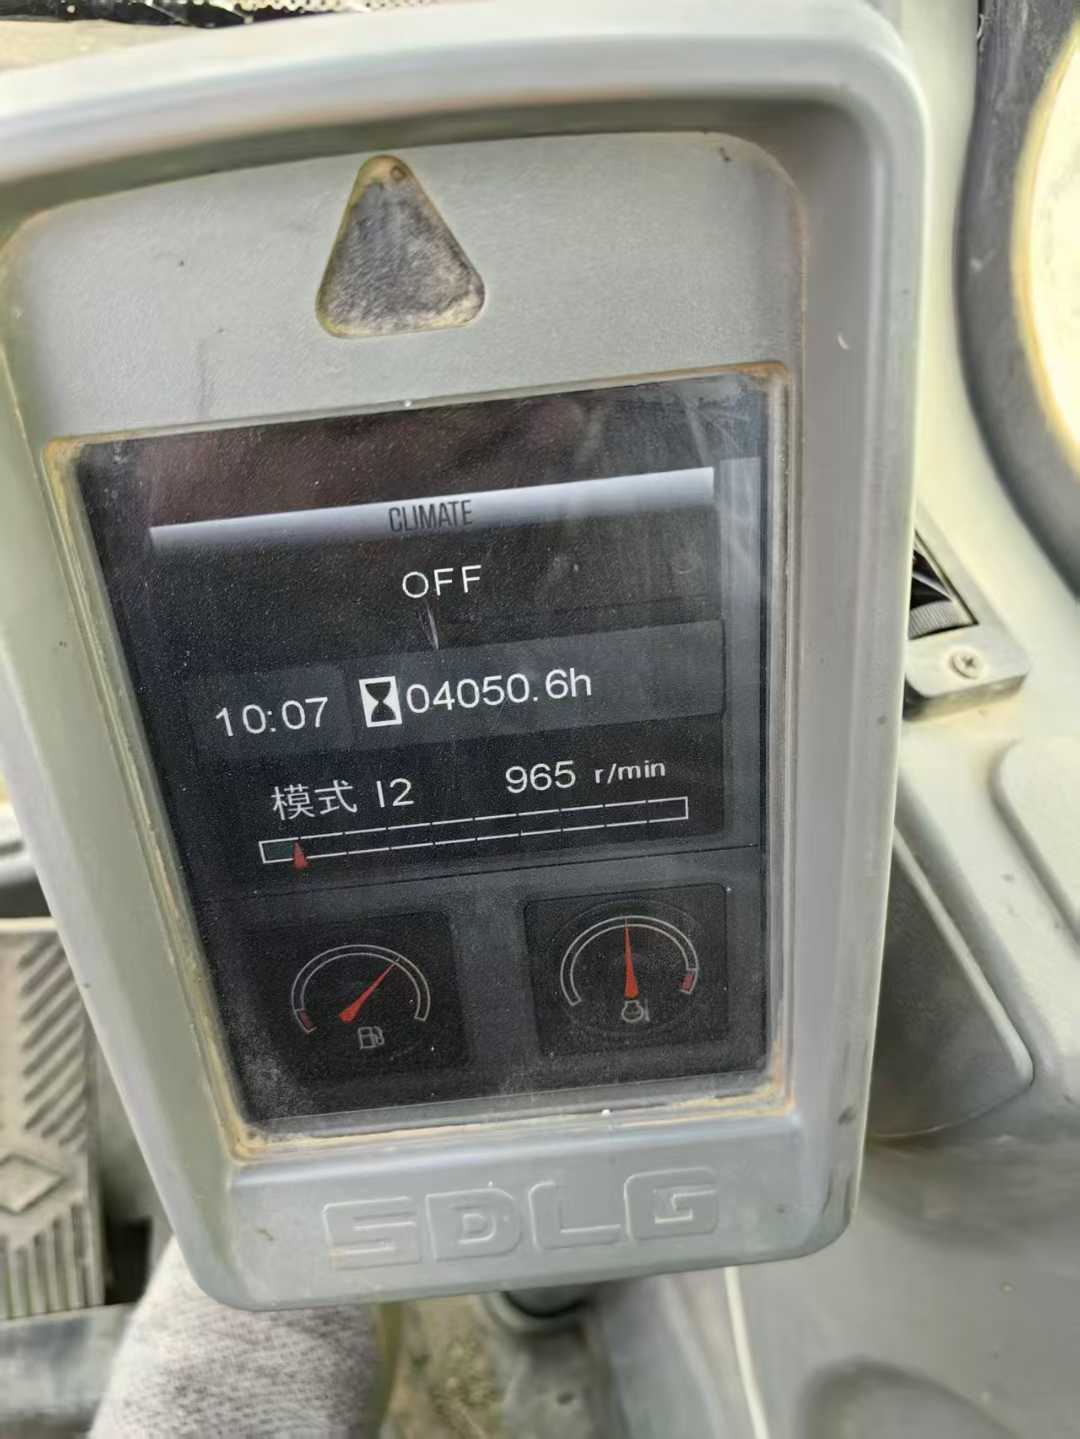 CLIMATE
OFF
10:07 04050.6h
模式 I2 965 r/min
SDLG